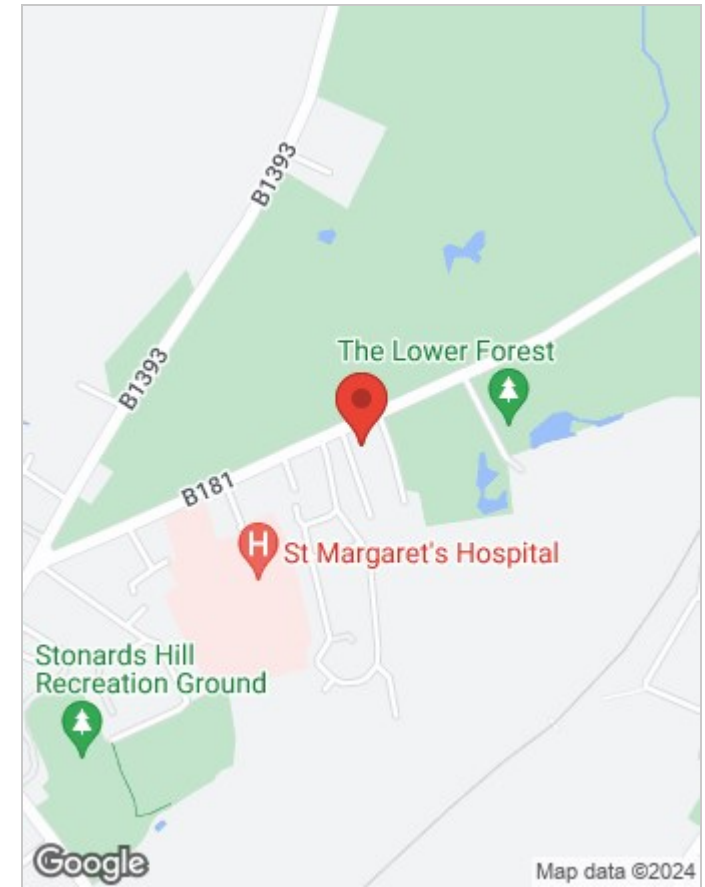 B1393
The Lower Forest
B1393
B181
H
St Margaret's Hospital
Stonards Hill
Recreation Ground
Google
Map data ©2024